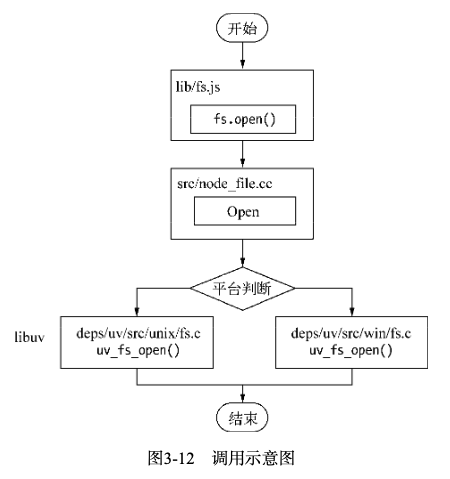 开始
lib/fs.js
fs.open()
src/node_file.cc
Open
平台判断
libuv
deps/uv/src/unix/fs.c
uv_fs_open()
deps/uv/src/win/fs.c
uv_fs_open()
结束
图3-12 调用示意图